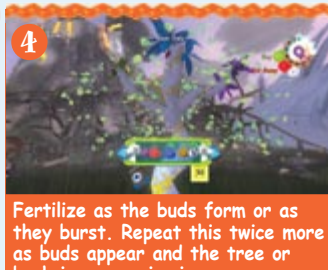 4
Fertilize as the buds form or as
they burst. Repeat this twice more
as buds appear and the tree or